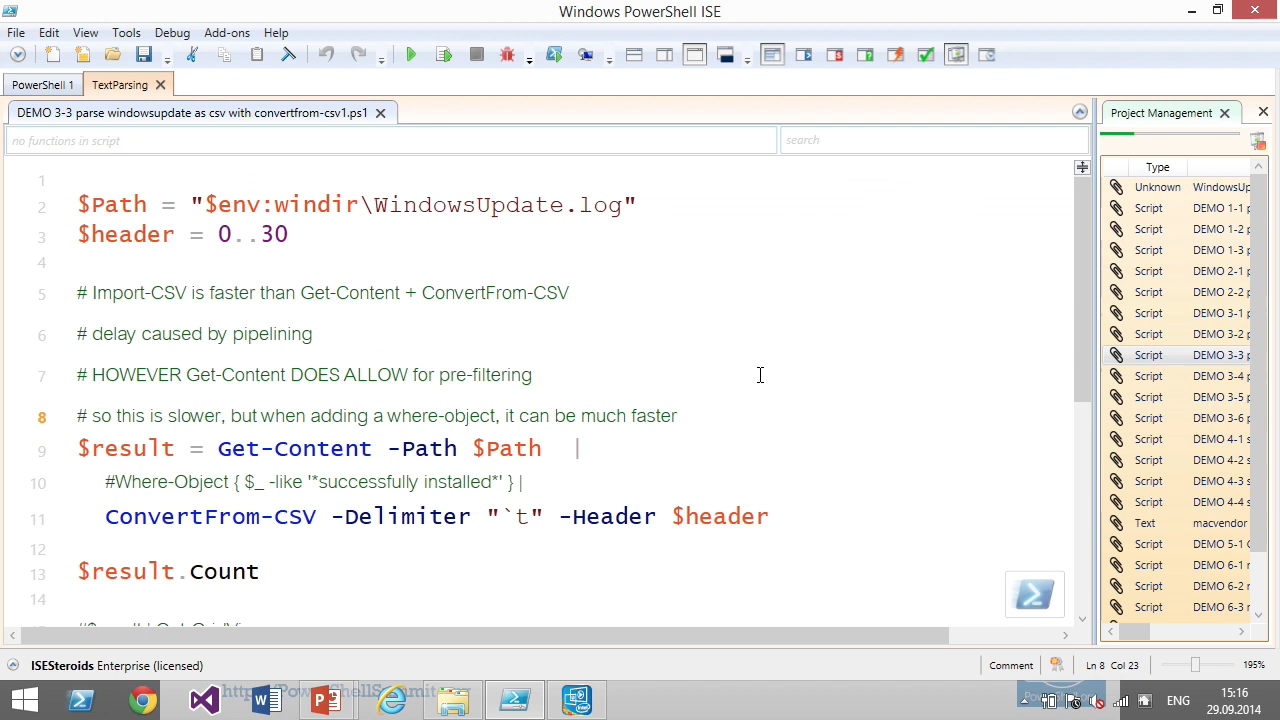 Windows PowerShell ISE
File Edit View Tools Debug Add-ons Help
PowerShell 1 TextParsing
DEMO 3-3 parse windowsupdate as csv with convertfrom-csv1.ps1
Project Management
no functions in script
search
Type
Unknown WindowsUp
Script DEMO 1-1 p
Script DEMO 1-2 p
Script DEMO 1-3 p
Script DEMO 2-1 p
Script DEMO 2-2 p
Script DEMO 3-1 p
Script DEMO 3-2 p
Script DEMO 3-3 p
Script DEMO 3-4 p
Script DEMO 3-5 p
Script DEMO 3-6 p
Script DEMO 4-1 s
Script DEMO 4-2 s
Script DEMO 4-3 s
Script DEMO 4-4 s
Text macvendor
Script DEMO 5-1 C
Script DEMO 6-1 r
Script DEMO 6-2 r
Script DEMO 6-3 r
1
2 $Path = "$env:windir\WindowsUpdate.log"
3 $header = 0..30
4
5 # Import-CSV is faster than Get-Content + ConvertFrom-CSV
6 # delay caused by pipelining
7 # HOWEVER Get-Content DOES ALLOW for pre-filtering
8 # so this is slower, but when adding a where-object, it can be much faster
9 $result = Get-Content -Path $Path |
10 #Where-Object { $_ -like '*successfully installed*' } |
11 ConvertFrom-CSV -Delimiter "`t" -Header $header
12
13 $result.Count
14
ISESteroids Enterprise (licensed)
Comment
Ln 8 Col 23
195%
ENG
15:16
29.09.2014